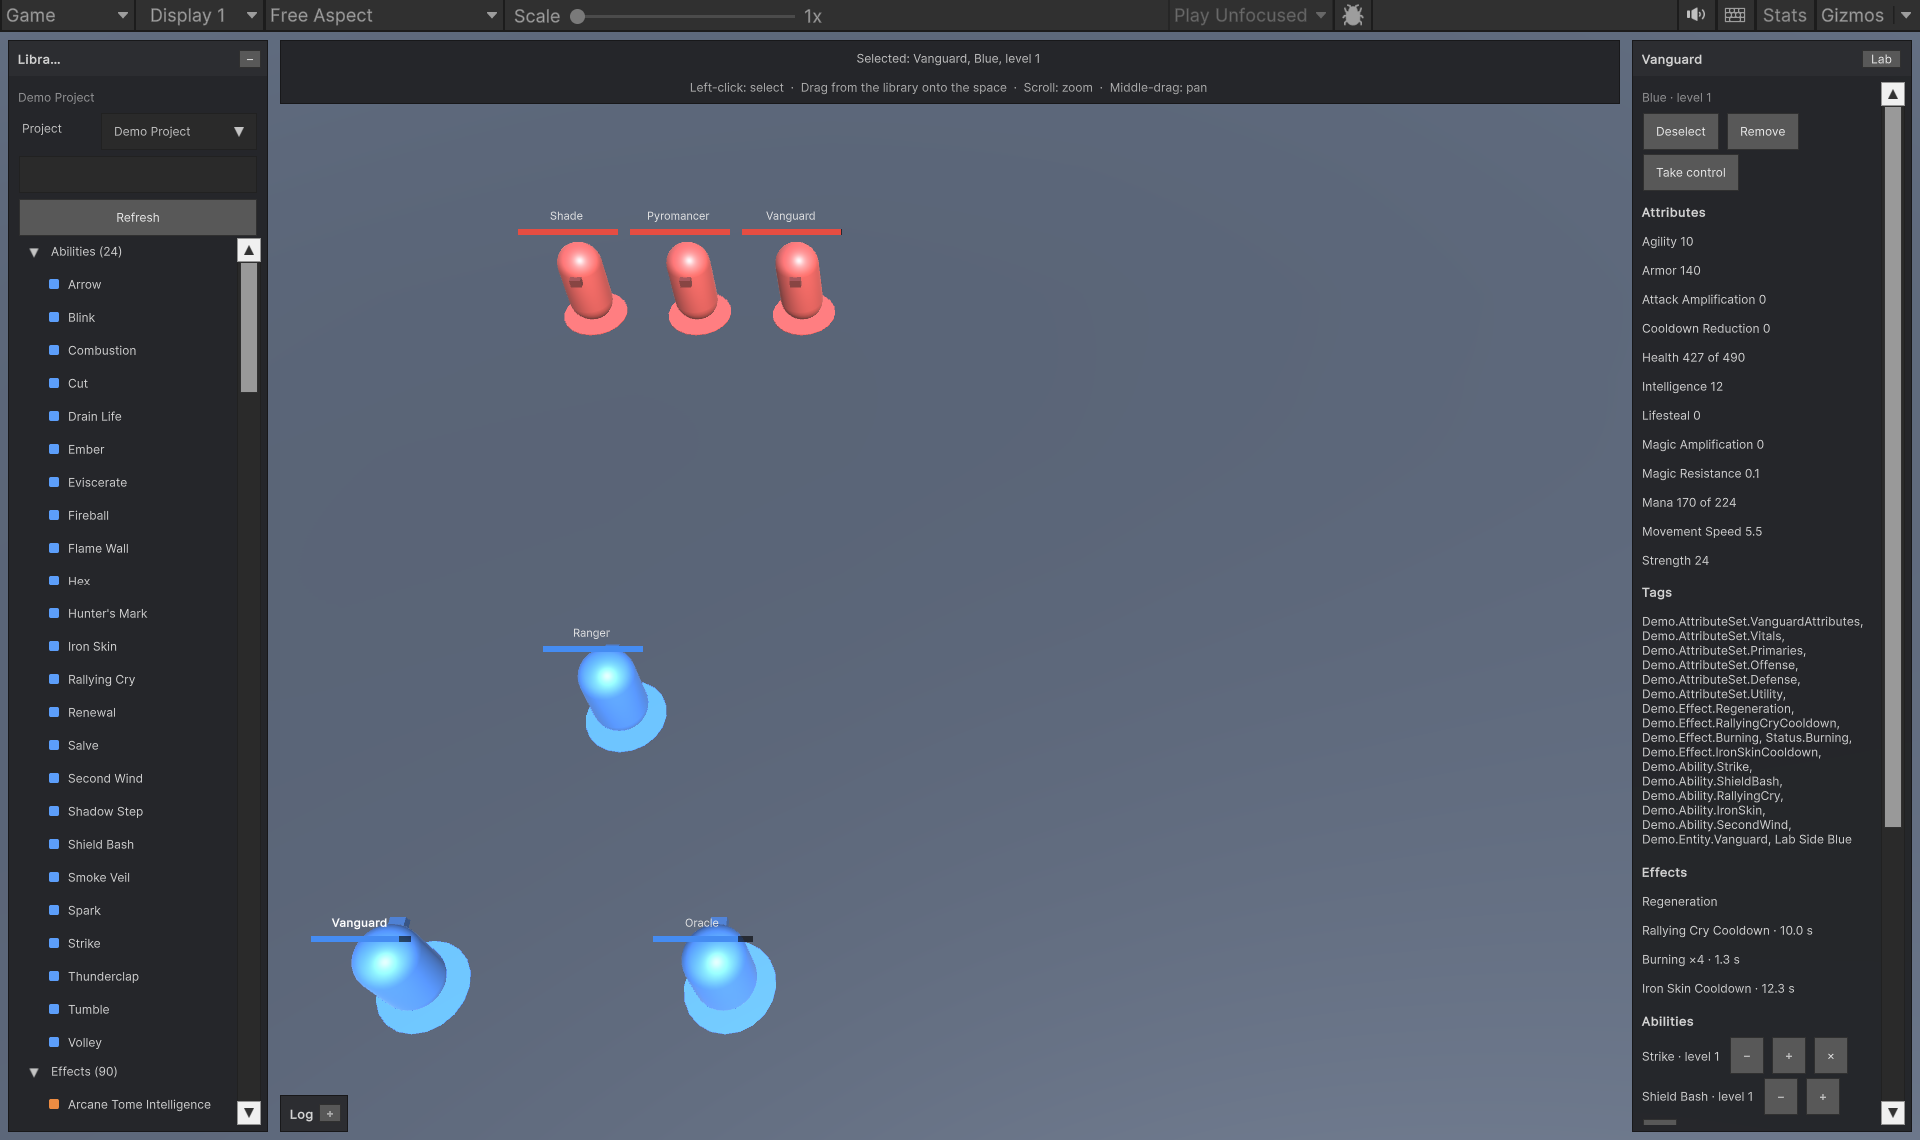 Game
Display 1
Free Aspect
Scale
1x
Play Unfocused
Stats
Gizmos
Libra...
−
Demo Project
Project
Demo Project
Refresh
Abilities (24)
Arrow
Blink
Combustion
Cut
Drain Life
Ember
Eviscerate
Fireball
Flame Wall
Hex
Hunter's Mark
Iron Skin
Rallying Cry
Renewal
Salve
Second Wind
Shadow Step
Shield Bash
Smoke Veil
Spark
Strike
Thunderclap
Tumble
Volley
Effects (90)
Arcane Tome Intelligence
Selected: Vanguard, Blue, level 1
Left-click: select · Drag from the library onto the space · Scroll: zoom · Middle-drag: pan
Shade
Pyromancer
Vanguard
Ranger
Vanguard
Oracle
Log +
Vanguard
Lab
Blue · level 1
Deselect
Remove
Take control
Attributes
Agility 10
Armor 140
Attack Amplification 0
Cooldown Reduction 0
Health 427 of 490
Intelligence 12
Lifesteal 0
Magic Amplification 0
Magic Resistance 0.1
Mana 170 of 224
Movement Speed 5.5
Strength 24
Tags
Demo.AttributeSet.VanguardAttributes,
Demo.AttributeSet.Vitals,
Demo.AttributeSet.Primaries,
Demo.AttributeSet.Offense,
Demo.AttributeSet.Defense,
Demo.AttributeSet.Utility,
Demo.Effect.Regeneration,
Demo.Effect.RallyingCryCooldown,
Demo.Effect.Burning, Status.Burning,
Demo.Effect.IronSkinCooldown,
Demo.Ability.Strike,
Demo.Ability.ShieldBash,
Demo.Ability.RallyingCry,
Demo.Ability.IronSkin,
Demo.Ability.SecondWind,
Demo.Entity.Vanguard, Lab Side Blue
Effects
Regeneration
Rallying Cry Cooldown · 10.0 s
Burning ×4 · 1.3 s
Iron Skin Cooldown · 12.3 s
Abilities
Strike · level 1 − + ×
Shield Bash · level 1 − +